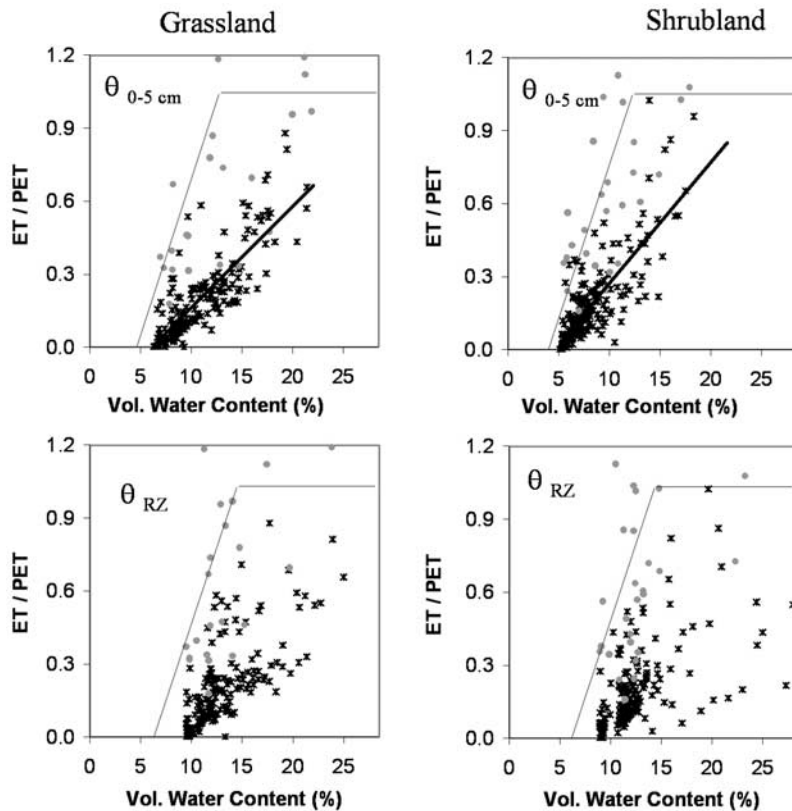 Grassland
Shrubland
1.2
0.9
0.6
0.3
0.0
ET / PET
θ 0-5 cm
0 5 10 15 20 25
Vol. Water Content (%)
1.2
0.9
0.6
0.3
0.0
ET / PET
θ 0-5 cm
0 5 10 15 20 25
Vol. Water Content (%)
1.2
0.9
0.6
0.3
0.0
ET / PET
θ RZ
0 5 10 15 20 25
Vol. Water Content (%)
1.2
0.9
0.6
0.3
0.0
ET / PET
θ RZ
0 5 10 15 20 25
Vol. Water Content (%)